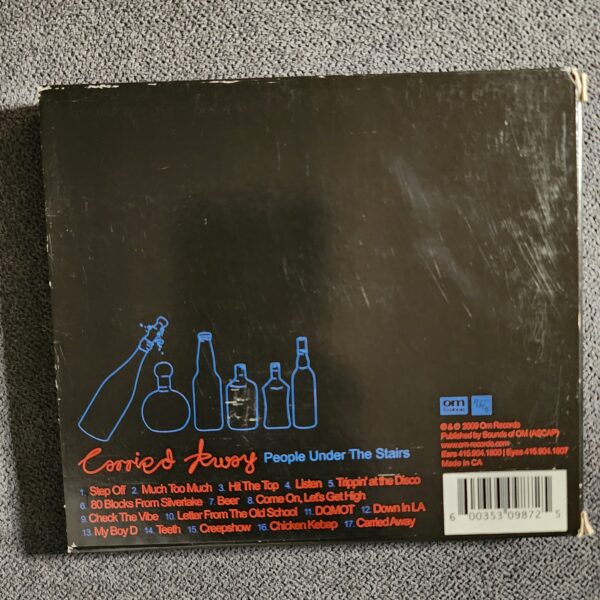 om
hip hop
P.U.T.S
Carried Away People Under The Stairs
1. Step Off 2. Much Too Much 3. Hit The Top 4. Listen 5. Trippin' at the Disco
6. 80 Blocks From Silverlake 7. Beer 8. Come On, Let's Get High
9. Check The Vibe 10. Letter From The Old School 11. DQMOT 12. Down In LA
13. My Boy D 14. Teeth 15. Creepshow 16. Chicken Kebap 17. Carried Away
℗ & © 2009 Om Records
Published by Sounds of OM (ASCAP)
www.om-records.com
Ears 415.904.1800 | Eyes 415.904.1807
Made in CA
6 00353 09872 5